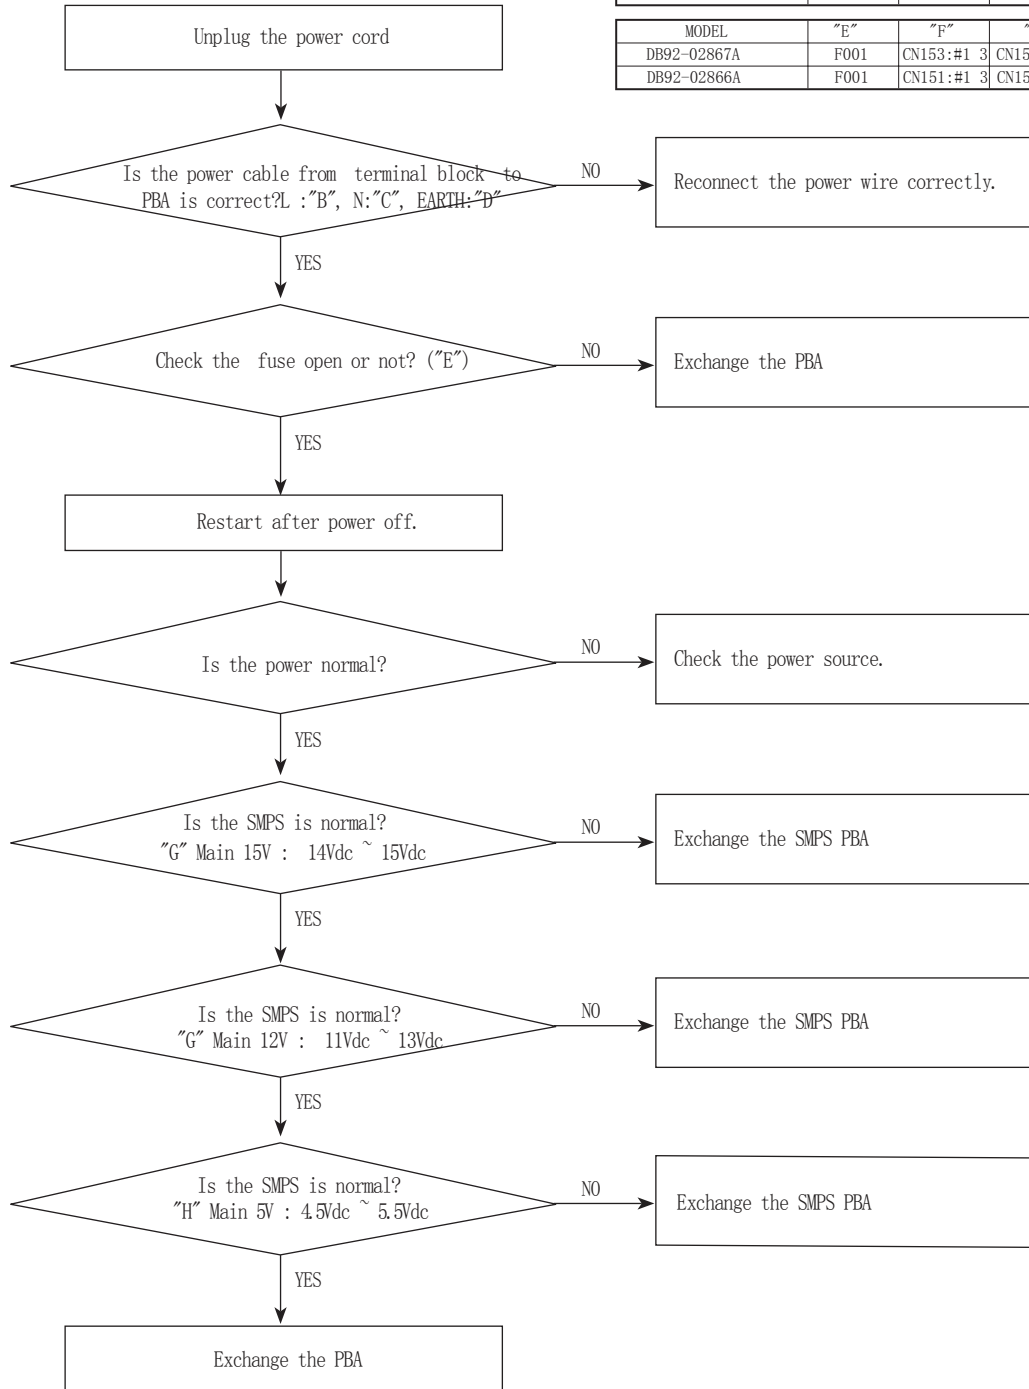 Unplug the power cord
MODEL "E" "F" "
DB92-02867A F001 CN153:#1 3 CN15
DB92-02866A F001 CN151:#1 3 CN15
Is the power cable from terminal block to
PBA is correct?L :"B", N:"C", EARTH:"D"
NO
Reconnect the power wire correctly.
YES
Check the fuse open or not? ("E")
NO
Exchange the PBA
YES
Restart after power off.
Is the power normal?
NO
Check the power source.
YES
Is the SMPS is normal?
"G" Main 15V : 14Vdc ~ 15Vdc
NO
Exchange the SMPS PBA
YES
Is the SMPS is normal?
"G" Main 12V : 11Vdc ~ 13Vdc
NO
Exchange the SMPS PBA
YES
Is the SMPS is normal?
"H" Main 5V : 4.5Vdc ~ 5.5Vdc
NO
Exchange the SMPS PBA
YES
Exchange the PBA